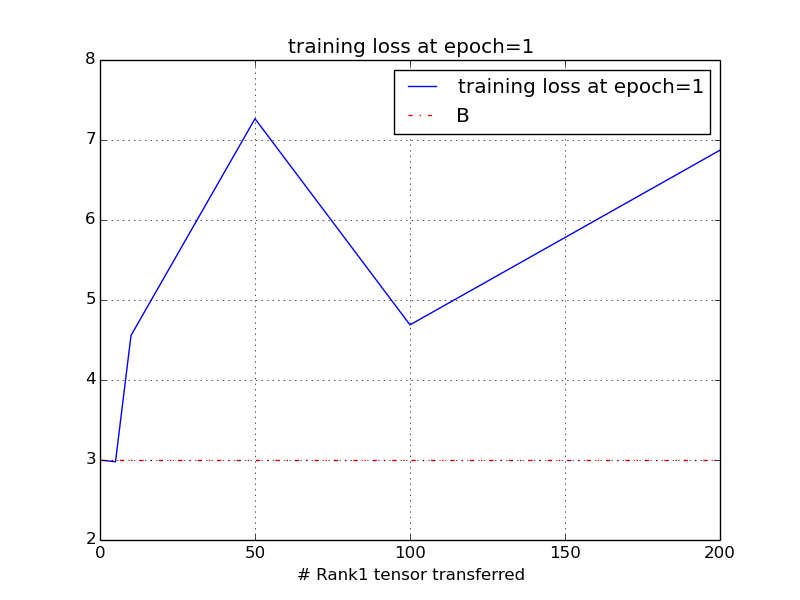 training loss at epoch=1
training loss at epoch=1
B
8
7
6
5
4
3
2
0 50 100 150 200
# Rank1 tensor transferred